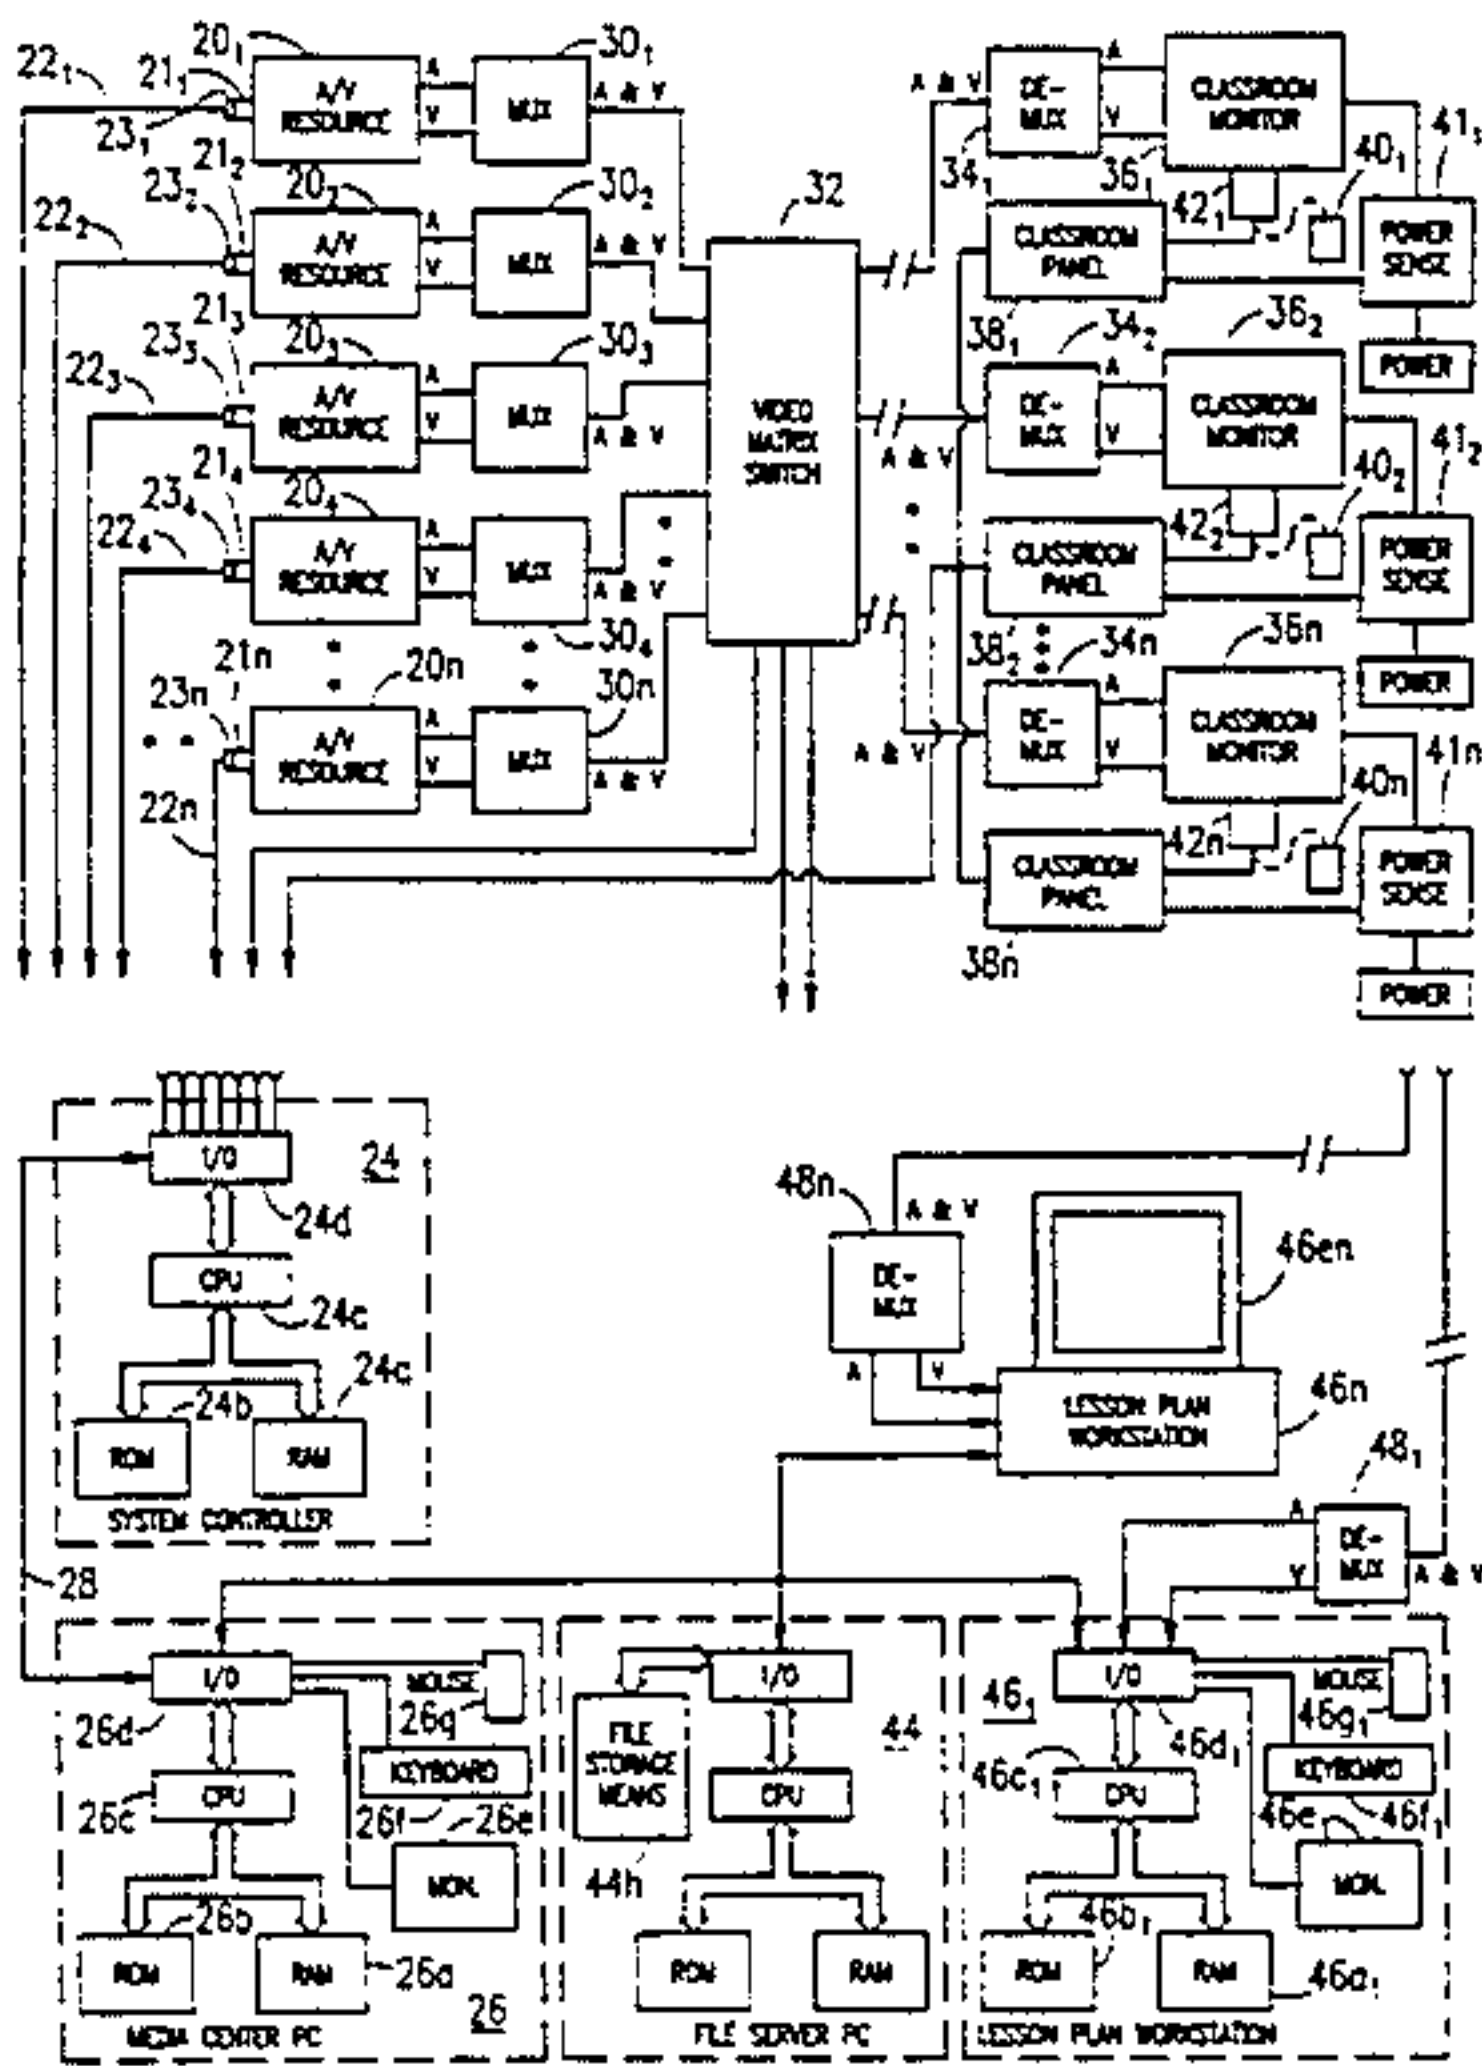 22₁
20₁
21₁
23₁
A/V
RESOURCE
A
V
30₁
MUX
A & V
22₂
23₂
21₂
20₂
A/V
RESOURCE
A
V
30₂
MUX
A & V
22₃
23₃
21₃
20₃
A/V
RESOURCE
A
V
30₃
MUX
A & V
22₄
23₄
21₄
20₄
A/V
RESOURCE
A
V
30₄
MUX
A & V
22n
23n
21n
20n
A/V
RESOURCE
A
V
30n
MUX
A & V
32
VIDEO
MATRIX
SWITCH
A & V
DE-
MUX
34₁
A
V
CLASSROOM
MONITOR
36₁
42₁
40₁
41₁
CLASSROOM
PANEL
38₁
POWER
SENSE
POWER
A & V
34₂
DE-
MUX
A
V
36₂
CLASSROOM
MONITOR
42₂
40₂
41₂
CLASSROOM
PANEL
38₂
POWER
SENSE
POWER
A & V
34n
DE-
MUX
A
V
36n
CLASSROOM
MONITOR
42n
40n
41n
CLASSROOM
PANEL
38n
POWER
SENSE
POWER
I/O
24
24d
CPU
24c
24b
24a
ROM
RAM
SYSTEM CONTROLLER
28
48n
A & V
DE-
MUX
A
V
46en
LESSON PLAN
WORKSTATION
46n
48₁
A
V
DE-
MUX
A & V
I/O
26d
MOUSE
26g
KEYBOARD
26f
26e
CPU
26c
MON.
26b
ROM
RAM
26a
26
MEDIA CENTER PC
I/O
FILE
STORAGE
MEANS
44h
44
CPU
ROM
RAM
FILE SERVER PC
46₁
I/O
46d₁
MOUSE
46g₁
KEYBOARD
46f₁
46e
46c₁
CPU
MON.
46b₁
ROM
RAM
46a₁
LESSON PLAN WORKSTATION